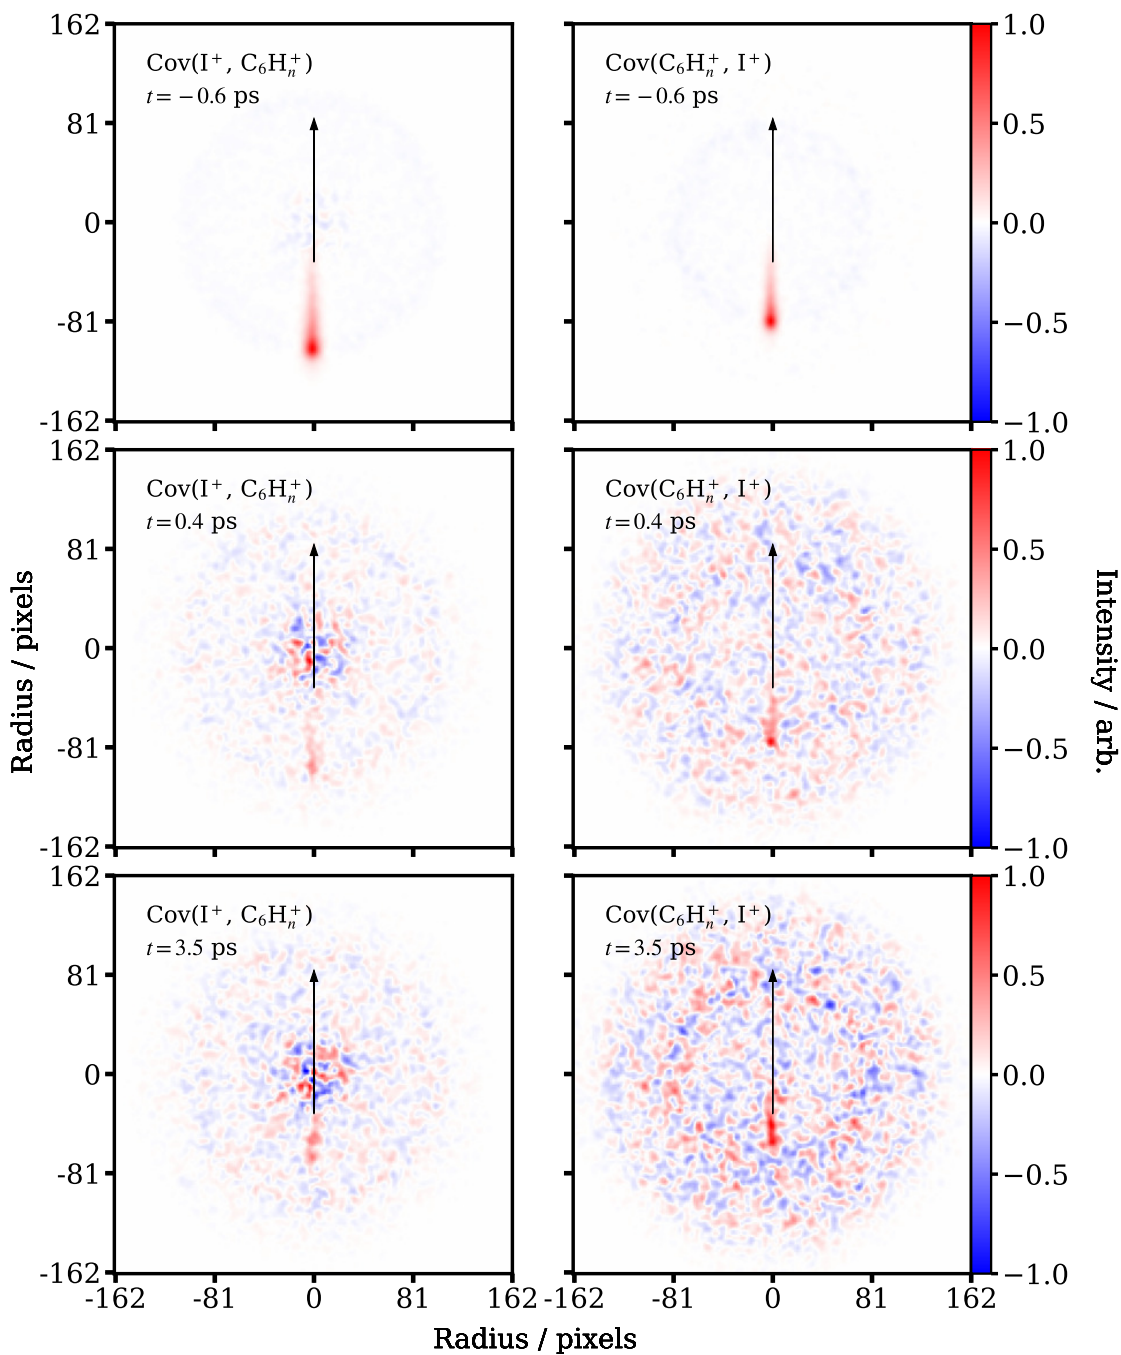 162
81
0
-81
-162
Cov(I⁺, C₆Hₙ⁺)
t = −0.6 ps
Cov(C₆Hₙ⁺, I⁺)
t = −0.6 ps
1.0
0.5
0.0
−0.5
−1.0
162
81
0
-81
-162
Cov(I⁺, C₆Hₙ⁺)
t = 0.4 ps
Cov(C₆Hₙ⁺, I⁺)
t = 0.4 ps
1.0
0.5
0.0
−0.5
−1.0
Radius / pixels
Intensity / arb.
162
81
0
-81
-162
Cov(I⁺, C₆Hₙ⁺)
t = 3.5 ps
Cov(C₆Hₙ⁺, I⁺)
t = 3.5 ps
1.0
0.5
0.0
−0.5
−1.0
-162 -81 0 81 162 -162 -81 0 81 162
Radius / pixels